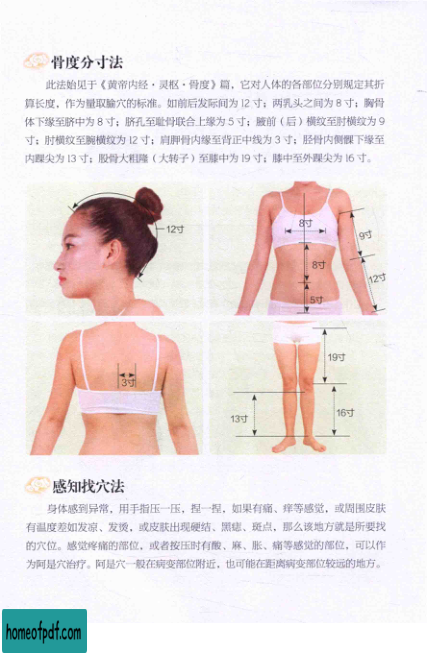 骨度分寸法
此法始见于《黄帝内经·灵枢·骨度》篇，它对人体的各部位分别规定其折
算长度，作为量取腧穴的标准。如前后发际间为 12 寸；两乳头之间为 8 寸；胸骨
体下缘至脐中为 8 寸；脐孔至耻骨联合上缘为 5 寸；腋前（后）横纹至肘横纹为 9
寸；肘横纹至腕横纹为 12 寸；肩胛骨内缘至背正中线为 3 寸；胫骨内侧髁下缘至
内踝尖为 13 寸；股骨大粗隆（大转子）至膝中为 19 寸；膝中至外踝尖为 16 寸。
12寸
8寸
9寸
8寸
12寸
5寸
3寸
19寸
13寸
16寸
感知找穴法
身体感到异常，用手指压一压，捏一捏，如果有痛、痒等感觉，或周围皮肤
有温度差如发凉、发烫，或皮肤出现硬结、黑痣、斑点，那么该地方就是所要找
的穴位。感觉疼痛的部位，或者按压时有酸、麻、胀、痛等感觉的部位，可以作
为阿是穴治疗。阿是穴一般在病变部位附近，也可能在距离病变部位较远的地方。
homeofpdf.com